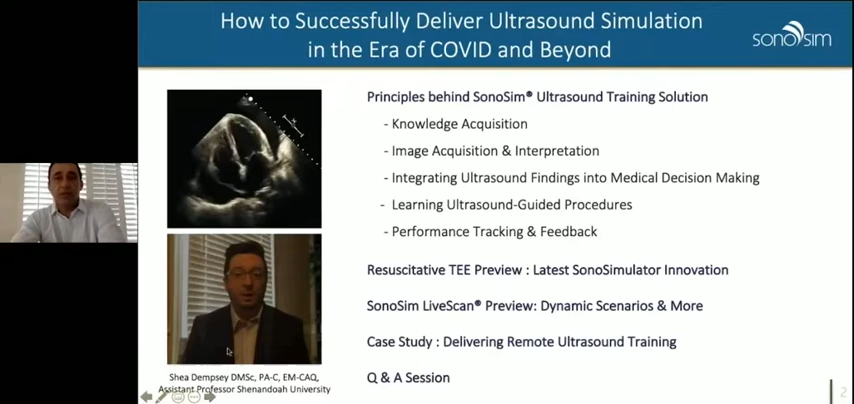 How to Successfully Deliver Ultrasound Simulation
in the Era of COVID and Beyond
sonosim
Principles behind SonoSim® Ultrasound Training Solution
- Knowledge Acquisition
- Image Acquisition & Interpretation
- Integrating Ultrasound Findings into Medical Decision Making
- Learning Ultrasound-Guided Procedures
- Performance Tracking & Feedback
Resuscitative TEE Preview : Latest SonoSimulator Innovation
SonoSim LiveScan® Preview: Dynamic Scenarios & More
Case Study : Delivering Remote Ultrasound Training
Q & A Session
Shea Dempsey DMSc, PA-C, EM-CAQ,
Assistant Professor Shenandoah University
2